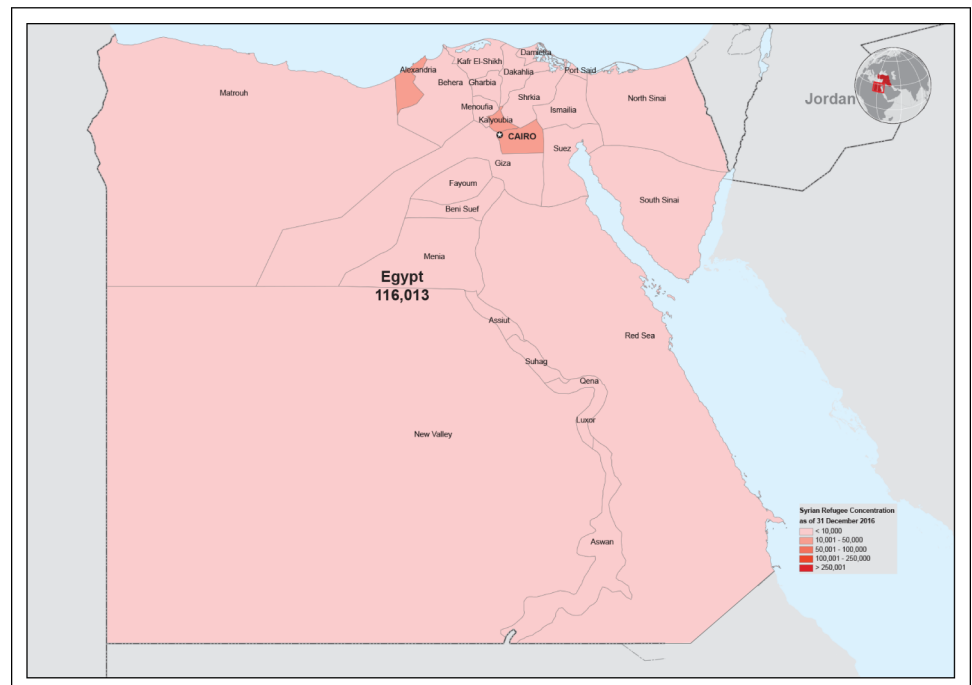 Damietta
Kafr El-Shikh
Alexandria
Port Said
Dakahlia
Behera
Gharbia
Matrouh
Shrkia
North Sinai
Jordan
Menoufia
Ismailia
Kalyoubia
CAIRO
Suez
Giza
Fayoum
South Sinai
Beni Suef
Menia
Egypt
116,013
Assiut
Red Sea
Suhag
Qena
Luxor
New Valley
Aswan
Syrian Refugee Concentration
as of 31 December 2016
< 10,000
10,001 - 50,000
50,001 - 100,000
100,001 - 250,000
> 250,001